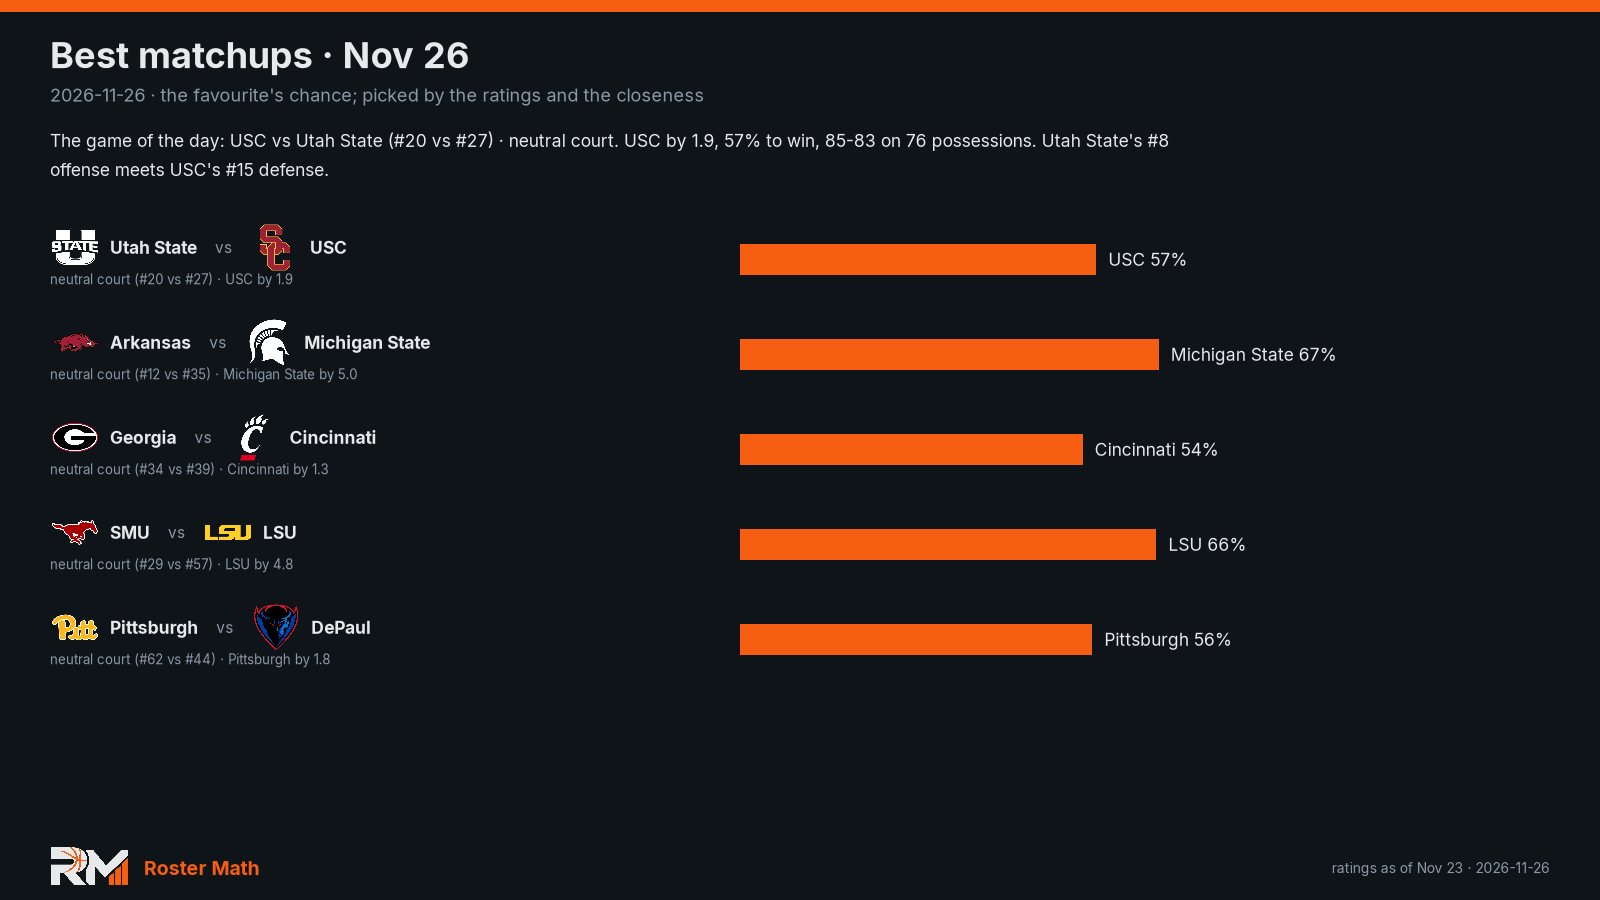 Best matchups · Nov 26
2026-11-26 · the favourite's chance; picked by the ratings and the closeness
The game of the day: USC vs Utah State (#20 vs #27) · neutral court. USC by 1.9, 57% to win, 85-83 on 76 possessions. Utah State's #8
offense meets USC's #15 defense.
STATE Utah State vs SC USC
neutral court (#20 vs #27) · USC by 1.9
USC 57%
Arkansas vs Michigan State
neutral court (#12 vs #35) · Michigan State by 5.0
Michigan State 67%
G Georgia vs C Cincinnati
neutral court (#34 vs #39) · Cincinnati by 1.3
Cincinnati 54%
SMU vs LSU LSU
neutral court (#29 vs #57) · LSU by 4.8
LSU 66%
Pitt Pittsburgh vs DePaul
neutral court (#62 vs #44) · Pittsburgh by 1.8
Pittsburgh 56%
RM Roster Math
ratings as of Nov 23 · 2026-11-26